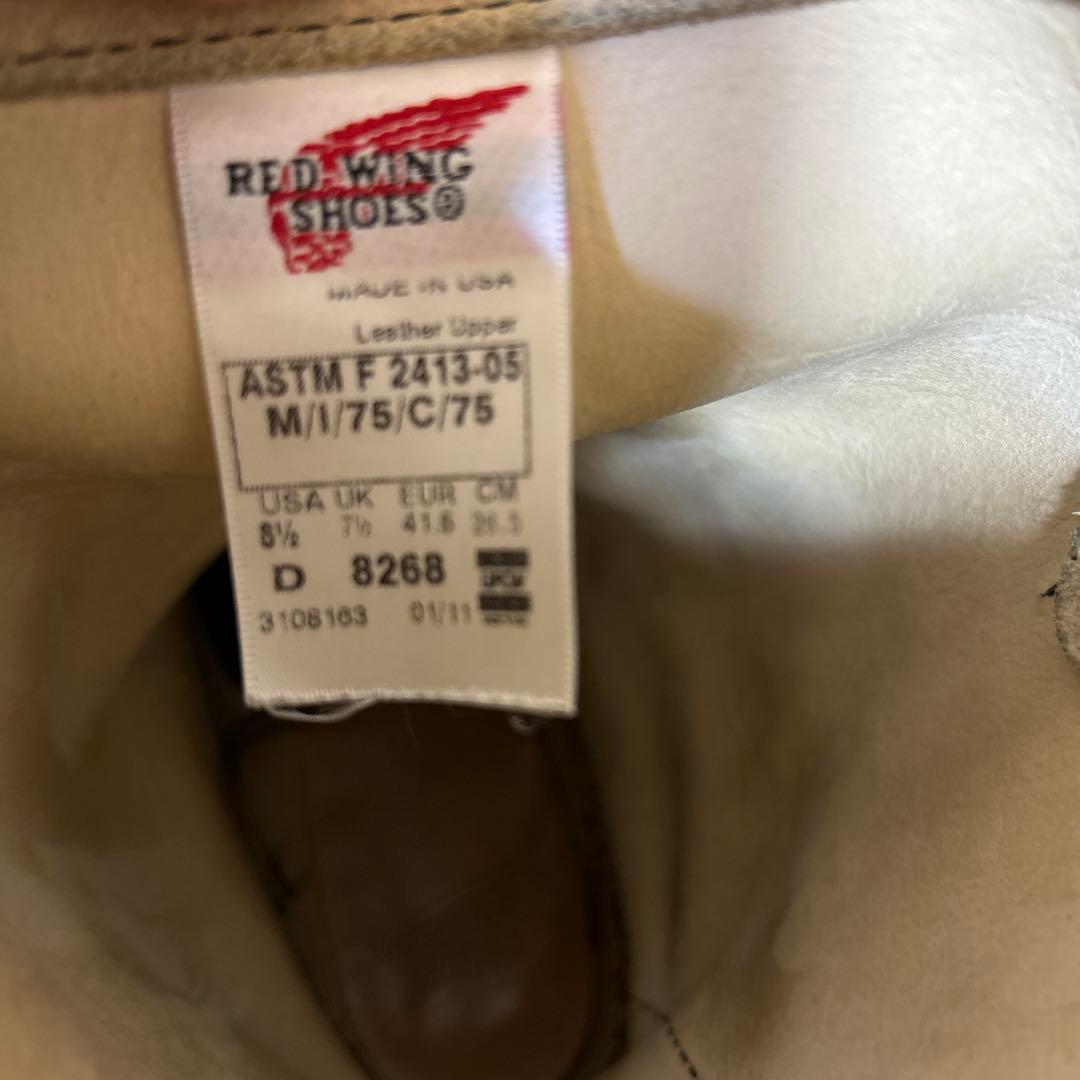 RED WING
SHOES®
MADE IN USA
Leather Upper
ASTM F 2413-05
M/I/75/C/75
USA UK EUR CM
8½ 7½ 41.5 26.5
D 8268
3108163 01/11